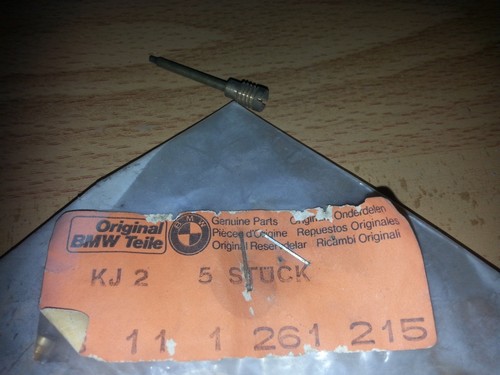 Original
BMW Teile
BMW
Genuine Parts Original Onderdelen
Pièces d'Origine Repuestos Originales
Original Reservdelar Ricambi Originali
KJ 2 5 STÜCK
11 1 261 215